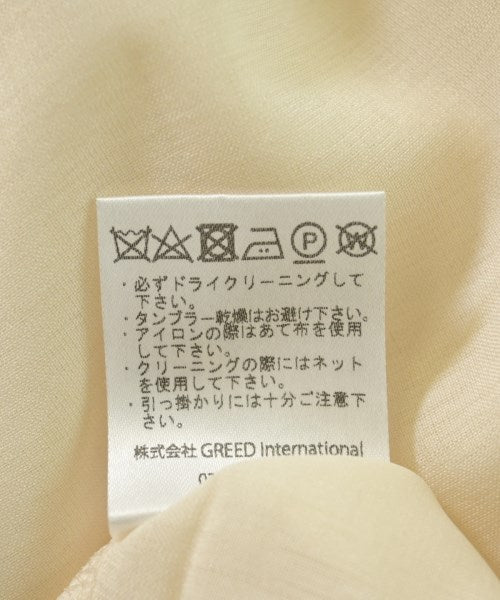 P W
・必ずドライクリーニングして
下さい。
・タンブラー乾燥はお避け下さい。
・アイロンの際はあて布を使用
して下さい。
・クリーニングの際にはネット
を使用して下さい。
・引っ掛かりには十分ご注意下
さい。
株式会社 GREED International